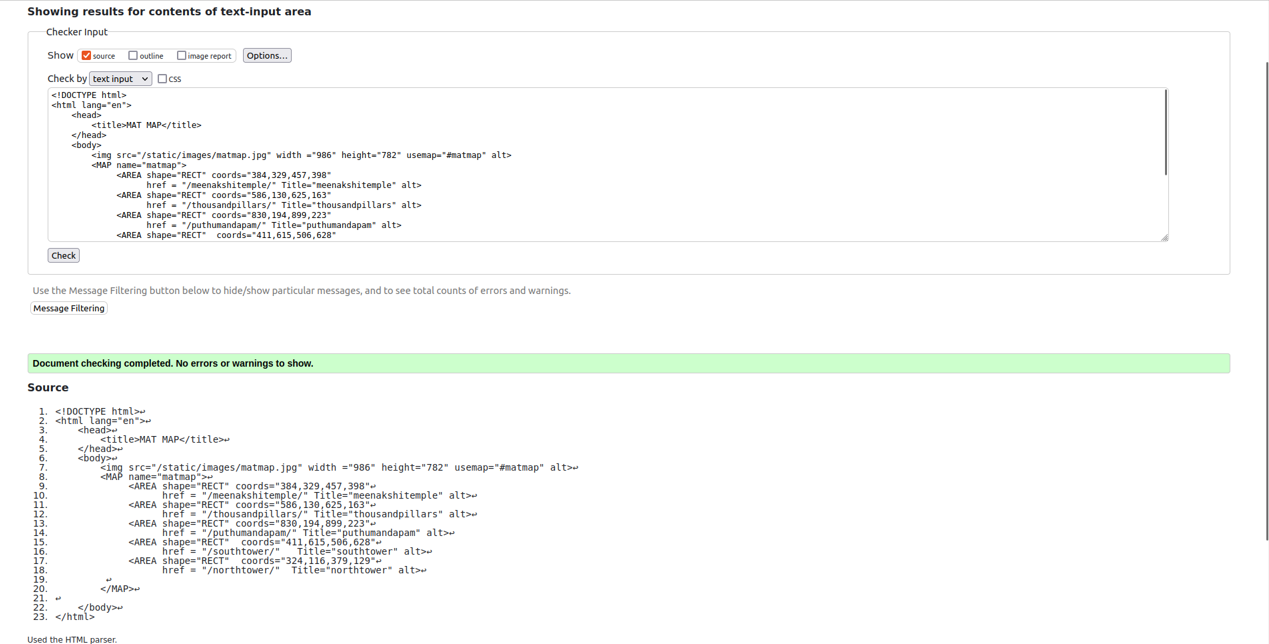 Showing results for contents of text-input area
Checker Input
Show source outline image report Options...
Check by text input css
<!DOCTYPE html>
<html lang="en">
    <head>
        <title>MAT MAP</title>
    </head>
    <body>
        <img src="/static/images/matmap.jpg" width ="986" height="782" usemap="#matmap" alt>
        <MAP name="matmap">
             <AREA shape="RECT" coords="384,329,457,398"
                   href = "/meenakshitemple/" Title="meenakshitemple" alt>
             <AREA shape="RECT" coords="586,130,625,163"
                   href = "/thousandpillars/" Title="thousandpillars" alt>
             <AREA shape="RECT" coords="830,194,899,223"
                   href = "/puthumandapam/" Title="puthumandapam" alt>
             <AREA shape="RECT"  coords="411,615,506,628"
Check
Use the Message Filtering button below to hide/show particular messages, and to see total counts of errors and warnings.
Message Filtering
Document checking completed. No errors or warnings to show.
Source
1. <!DOCTYPE html>↩
2. <html lang="en">↩
3.     <head>↩
4.         <title>MAT MAP</title>↩
5.     </head>↩
6.     <body>↩
7.         <img src="/static/images/matmap.jpg" width ="986" height="782" usemap="#matmap" alt>↩
8.         <MAP name="matmap">↩
9.              <AREA shape="RECT" coords="384,329,457,398"↩
10.                    href = "/meenakshitemple/" Title="meenakshitemple" alt>↩
11.              <AREA shape="RECT" coords="586,130,625,163"↩
12.                    href = "/thousandpillars/" Title="thousandpillars" alt>↩
13.              <AREA shape="RECT" coords="830,194,899,223"↩
14.                    href = "/puthumandapam/" Title="puthumandapam" alt>↩
15.              <AREA shape="RECT"  coords="411,615,506,628"↩
16.                    href = "/southtower/"   Title="southtower" alt>↩
17.              <AREA shape="RECT"  coords="324,116,379,129"↩
18.                    href = "/northtower/"  Title="northtower" alt>↩
19.          ↩
20.         </MAP>↩
21. ↩
22.     </body>↩
23. </html>
Used the HTML parser.